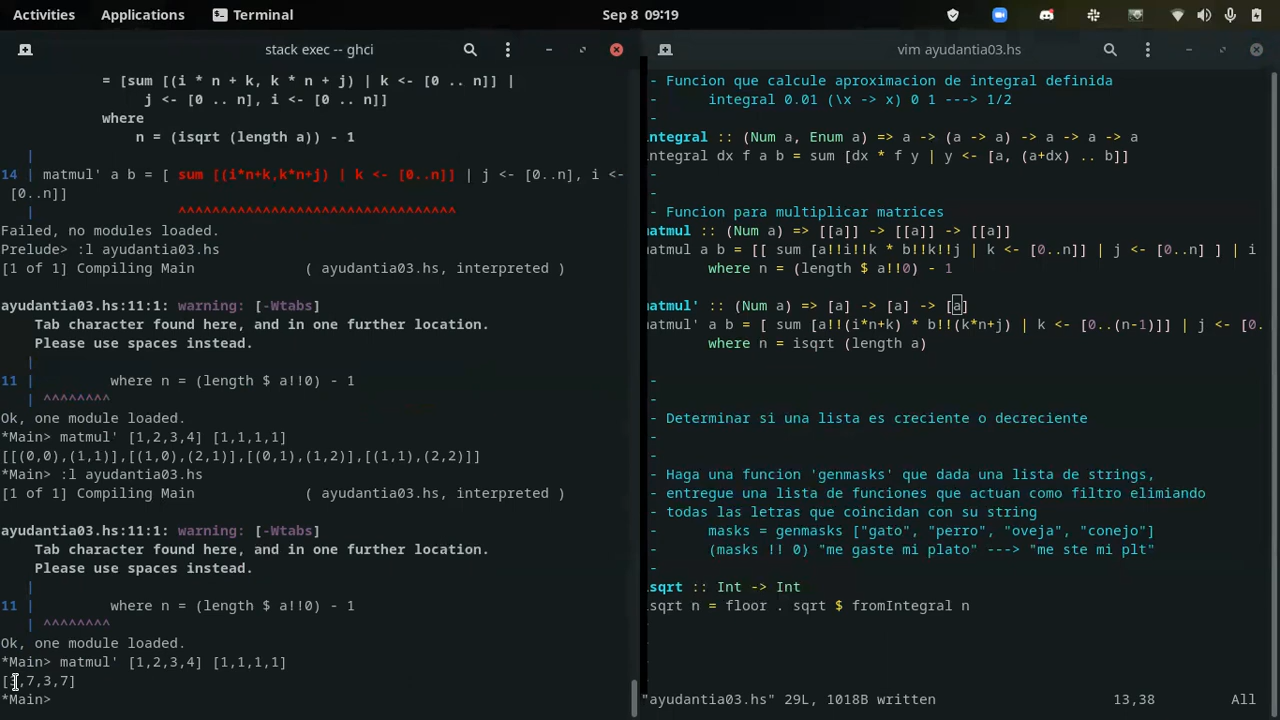 Activities Applications Terminal Sep 8 09:19
stack exec -- ghci
= [sum [(i * n + k, k * n + j) | k <- [0 .. n]] |
j <- [0 .. n], i <- [0 .. n]]
where
n = (isqrt (length a)) - 1
|
14 | matmul' a b = [ sum [(i*n+k,k*n+j) | k <- [0..n]] | j <- [0..n], i <-
[0..n]]
| ^^^^^^^^^^^^^^^^^^^^^^^^^^^^^^^^^
Failed, no modules loaded.
Prelude> :l ayudantia03.hs
[1 of 1] Compiling Main ( ayudantia03.hs, interpreted )
ayudantia03.hs:11:1: warning: [-Wtabs]
Tab character found here, and in one further location.
Please use spaces instead.
|
11 | where n = (length $ a!!0) - 1
| ^^^^^^^^
Ok, one module loaded.
*Main> matmul' [1,2,3,4] [1,1,1,1]
[[(0,0),(1,1)],[(1,0),(2,1)],[(0,1),(1,2)],[(1,1),(2,2)]]
*Main> :l ayudantia03.hs
[1 of 1] Compiling Main ( ayudantia03.hs, interpreted )
ayudantia03.hs:11:1: warning: [-Wtabs]
Tab character found here, and in one further location.
Please use spaces instead.
|
11 | where n = (length $ a!!0) - 1
| ^^^^^^^^
Ok, one module loaded.
*Main> matmul' [1,2,3,4] [1,1,1,1]
[3,7,3,7]
*Main>
vim ayudantia03.hs
- Funcion que calcule aproximacion de integral definida
- integral 0.01 (\x -> x) 0 1 ---> 1/2
-
integral :: (Num a, Enum a) => a -> (a -> a) -> a -> a -> a
integral dx f a b = sum [dx * f y | y <- [a, (a+dx) .. b]]
-
-
- Funcion para multiplicar matrices
matmul :: (Num a) => [[a]] -> [[a]] -> [[a]]
matmul a b = [[ sum [a!!i!!k * b!!k!!j | k <- [0..n]] | j <- [0..n] ] | i
where n = (length $ a!!0) - 1
matmul' :: (Num a) => [a] -> [a] -> [a]
matmul' a b = [ sum [a!!(i*n+k) * b!!(k*n+j) | k <- [0..(n-1)]] | j <- [0..
where n = isqrt (length a)
-
-
- Determinar si una lista es creciente o decreciente
-
-
- Haga una funcion 'genmasks' que dada una lista de strings,
- entregue una lista de funciones que actuan como filtro elimiando
- todas las letras que coincidan con su string
- masks = genmasks ["gato", "perro", "oveja", "conejo"]
- (masks !! 0) "me gaste mi plato" ---> "me ste mi plt"
-
isqrt :: Int -> Int
isqrt n = floor . sqrt $ fromIntegral n
"ayudantia03.hs" 29L, 1018B written 13,38 All